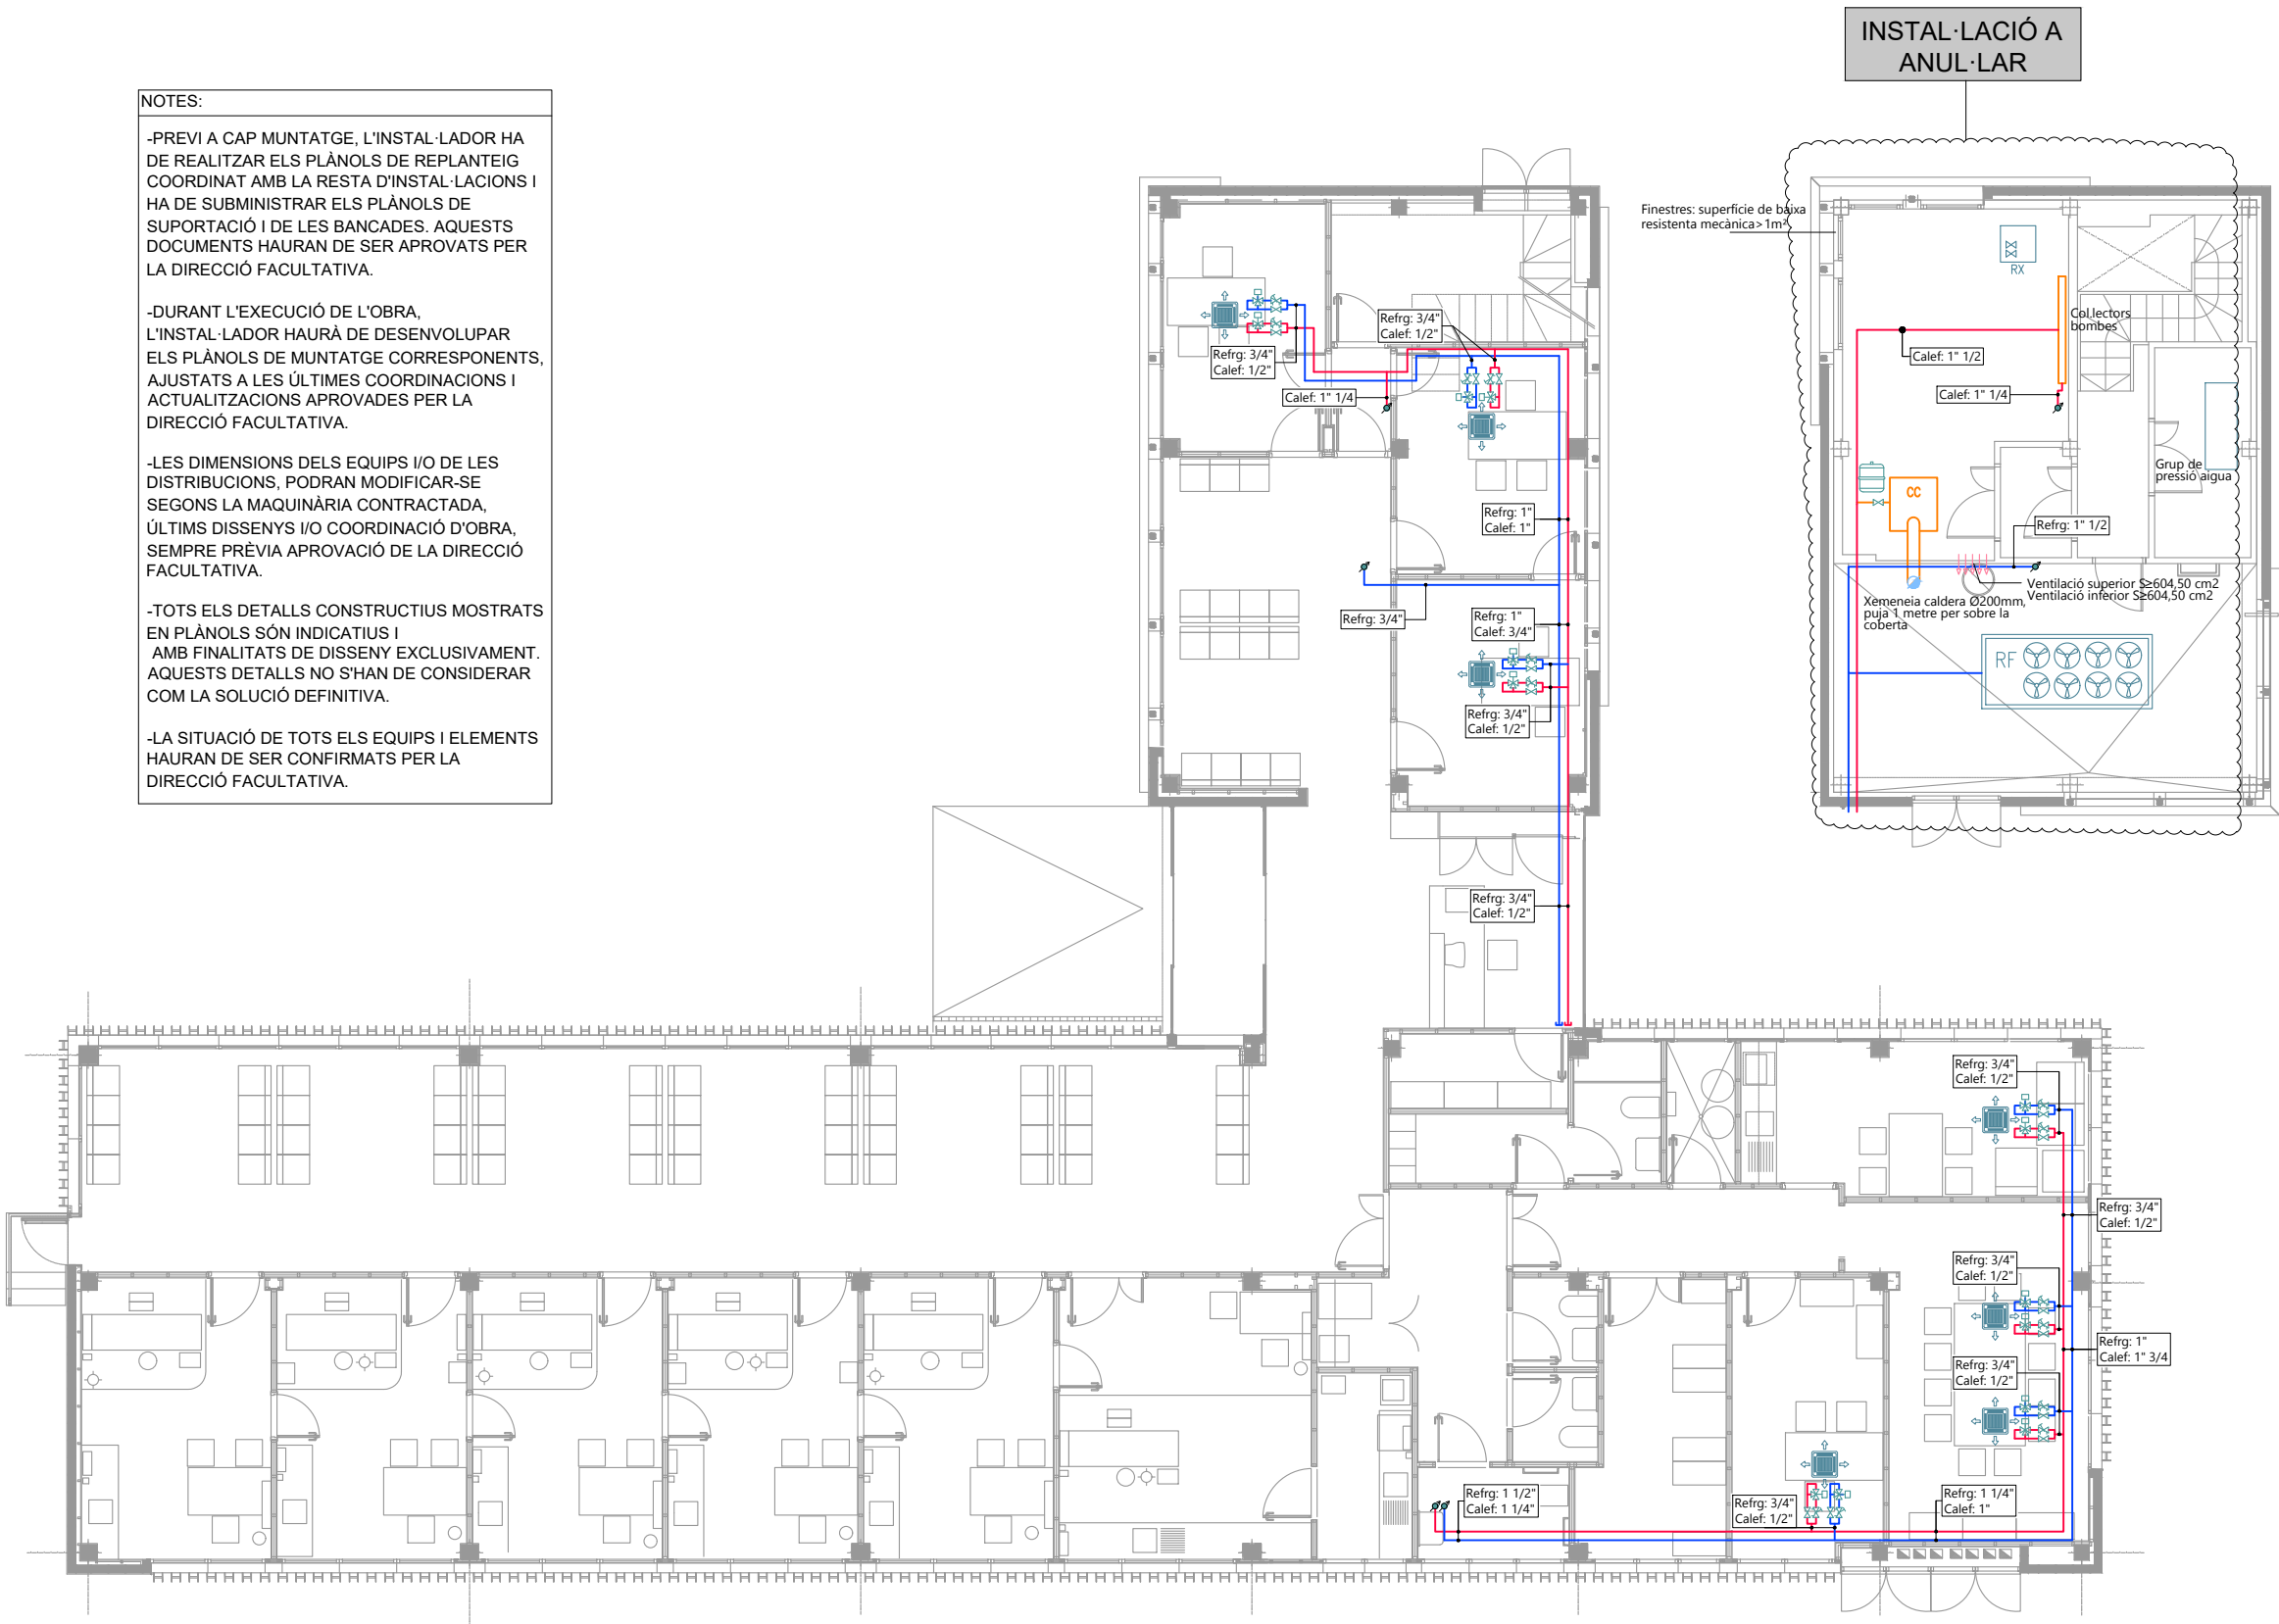 INSTAL·LACIÓ A
ANUL·LAR
NOTES:
-PREVI A CAP MUNTATGE, L'INSTAL·LADOR HA
DE REALITZAR ELS PLÀNOLS DE REPLANTEIG
COORDINAT AMB LA RESTA D'INSTAL·LACIONS I
HA DE SUBMINISTRAR ELS PLÀNOLS DE
SUPORTACIÓ I DE LES BANCADES. AQUESTS
DOCUMENTS HAURAN DE SER APROVATS PER
LA DIRECCIÓ FACULTATIVA.
-DURANT L'EXECUCIÓ DE L'OBRA,
L'INSTAL·LADOR HAURÀ DE DESENVOLUPAR
ELS PLÀNOLS DE MUNTATGE CORRESPONENTS,
AJUSTATS A LES ÚLTIMES COORDINACIONS I
ACTUALITZACIONS APROVADES PER LA
DIRECCIÓ FACULTATIVA.
-LES DIMENSIONS DELS EQUIPS I/O DE LES
DISTRIBUCIONS, PODRAN MODIFICAR-SE
SEGONS LA MAQUINÀRIA CONTRACTADA,
ÚLTIMS DISSENYS I/O COORDINACIÓ D'OBRA,
SEMPRE PRÈVIA APROVACIÓ DE LA DIRECCIÓ
FACULTATIVA.
-TOTS ELS DETALLS CONSTRUCTIUS MOSTRATS
EN PLÀNOLS SÓN INDICATIUS I
AMB FINALITATS DE DISSENY EXCLUSIVAMENT.
AQUESTS DETALLS NO S'HAN DE CONSIDERAR
COM LA SOLUCIÓ DEFINITIVA.
-LA SITUACIÓ DE TOTS ELS EQUIPS I ELEMENTS
HAURAN DE SER CONFIRMATS PER LA
DIRECCIÓ FACULTATIVA.
Finestres: superfície de baixa
resistenta mecànica>1m²
RX
Col.lectors
bombes
Calef: 1" 1/2
Calef: 1" 1/4
Grup de
pressió aigua
CC
Refrg: 1" 1/2
Ventilació superior S≥604,50 cm2
Ventilació inferior S≥604,50 cm2
Xemeneia caldera Ø200mm,
puja 1 metre per sobre la
coberta
RF
Refrg: 3/4"
Calef: 1/2"
Refrg: 3/4"
Calef: 1/2"
Calef: 1" 1/4
Refrg: 1"
Calef: 1"
Refrg: 3/4"
Refrg: 1"
Calef: 3/4"
Refrg: 3/4"
Calef: 1/2"
Refrg: 3/4"
Calef: 1/2"
Refrg: 3/4"
Calef: 1/2"
Refrg: 3/4"
Calef: 1/2"
Refrg: 3/4"
Calef: 1/2"
Refrg: 1"
Calef: 1" 3/4
Refrg: 3/4"
Calef: 1/2"
Refrg: 1 1/2"
Calef: 1 1/4"
Refrg: 3/4"
Calef: 1/2"
Refrg: 1 1/4"
Calef: 1"